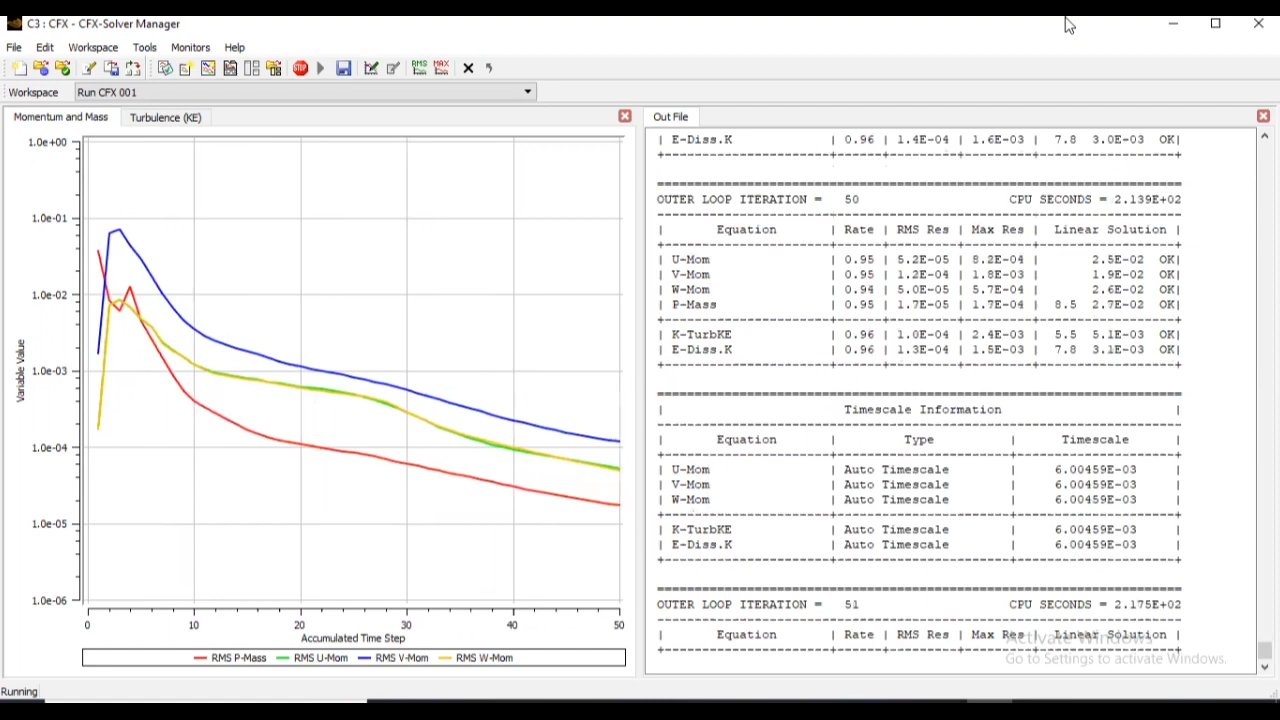 C3 : CFX - CFX-Solver Manager
File Edit Workspace Tools Monitors Help
RMS MAX
STOP
Workspace Run CFX 001
Momentum and Mass Turbulence (KE)
1.0e+00
1.0e-01
1.0e-02
1.0e-03
1.0e-04
1.0e-05
1.0e-06
Variable Value
0 10 20 30 40 50
Accumulated Time Step
RMS P-Mass RMS U-Mom RMS V-Mom RMS W-Mom
Out File
| E-Diss.K | 0.96 | 1.4E-04 | 1.6E-03 | 7.8 3.0E-03 OK|
OUTER LOOP ITERATION = 50 CPU SECONDS = 2.139E+02
| Equation | Rate | RMS Res | Max Res | Linear Solution |
| U-Mom | 0.95 | 5.2E-05 | 8.2E-04 | 2.5E-02 OK|
| V-Mom | 0.95 | 1.2E-04 | 1.8E-03 | 1.9E-02 OK|
| W-Mom | 0.94 | 5.0E-05 | 5.7E-04 | 2.6E-02 OK|
| P-Mass | 0.95 | 1.7E-05 | 1.7E-04 | 8.5 2.7E-02 OK|
| K-TurbKE | 0.96 | 1.0E-04 | 2.4E-03 | 5.5 5.1E-03 OK|
| E-Diss.K | 0.96 | 1.3E-04 | 1.5E-03 | 7.8 3.1E-03 OK|
| Timescale Information |
| Equation | Type | Timescale |
| U-Mom | Auto Timescale | 6.00459E-03 |
| V-Mom | Auto Timescale | 6.00459E-03 |
| W-Mom | Auto Timescale | 6.00459E-03 |
| K-TurbKE | Auto Timescale | 6.00459E-03 |
| E-Diss.K | Auto Timescale | 6.00459E-03 |
OUTER LOOP ITERATION = 51 CPU SECONDS = 2.175E+02
| Equation | Rate | RMS Res | Max Res | Linear Solution |
Activate Windows
Go to Settings to activate Windows.
Running